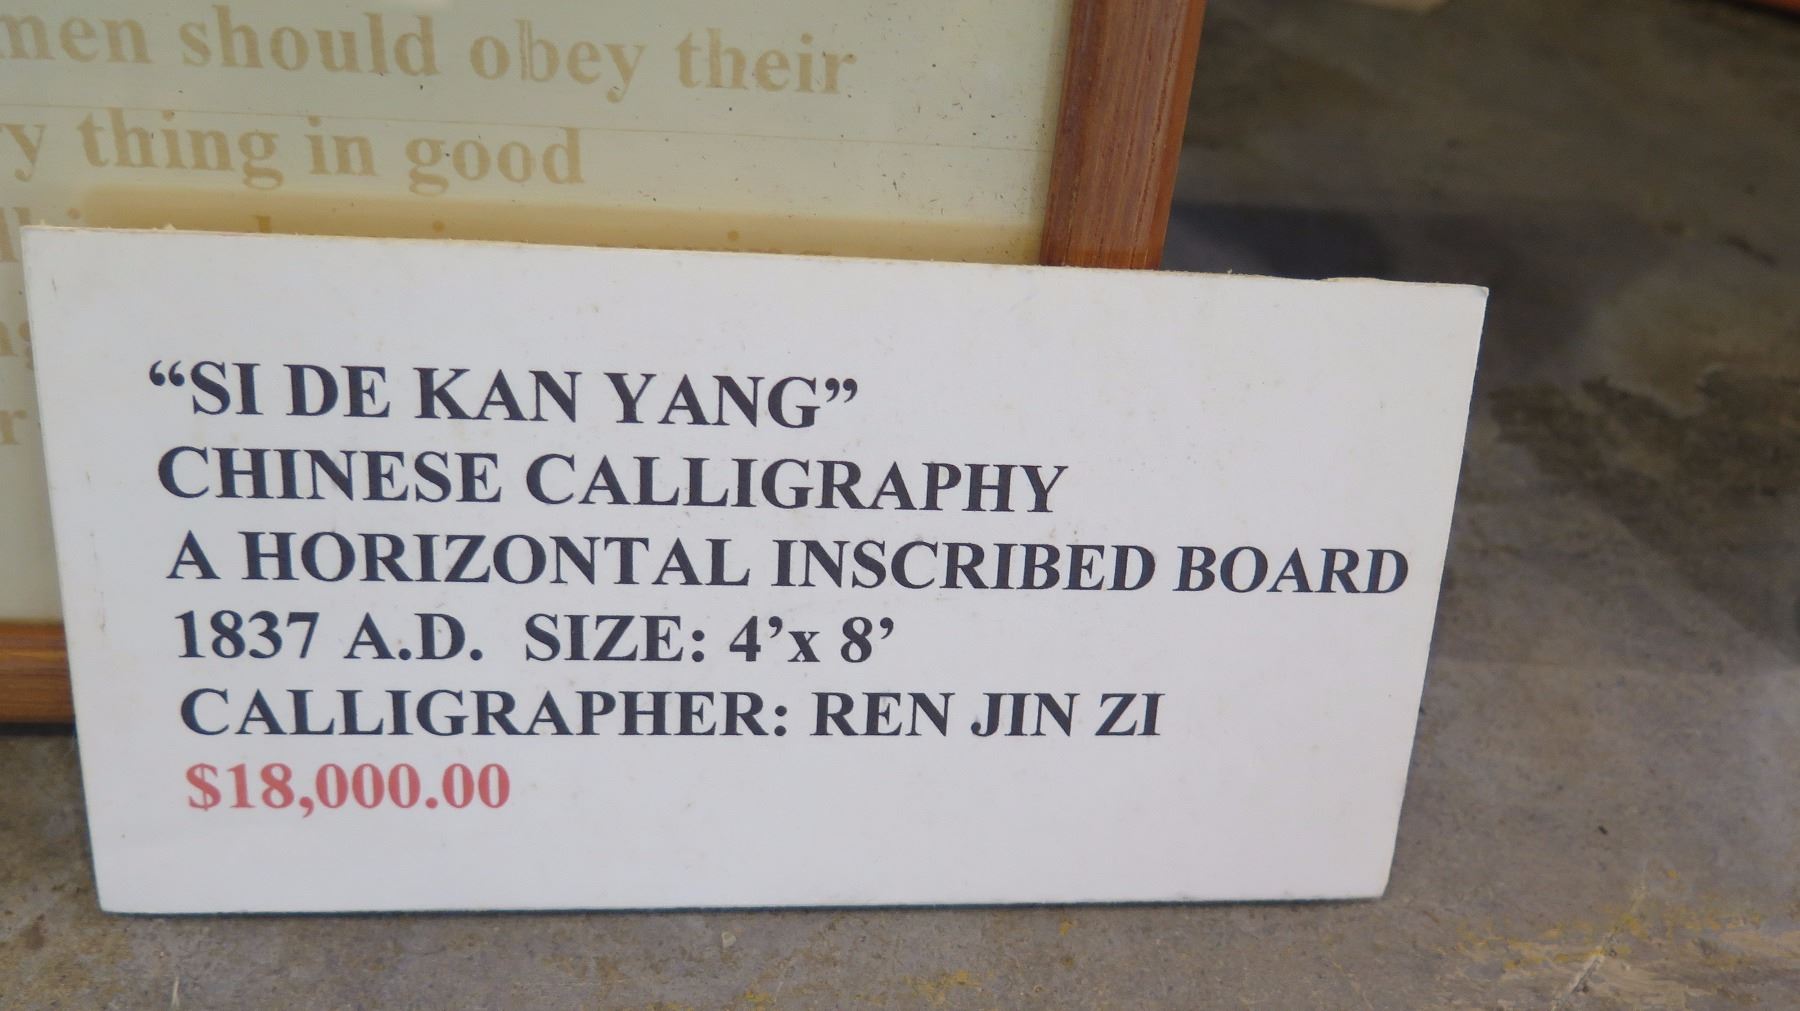 men should obey their
y thing in good
“SI DE KAN YANG”
CHINESE CALLIGRAPHY
A HORIZONTAL INSCRIBED BOARD
1837 A.D. SIZE: 4’x 8’
CALLIGRAPHER: REN JIN ZI
$18,000.00